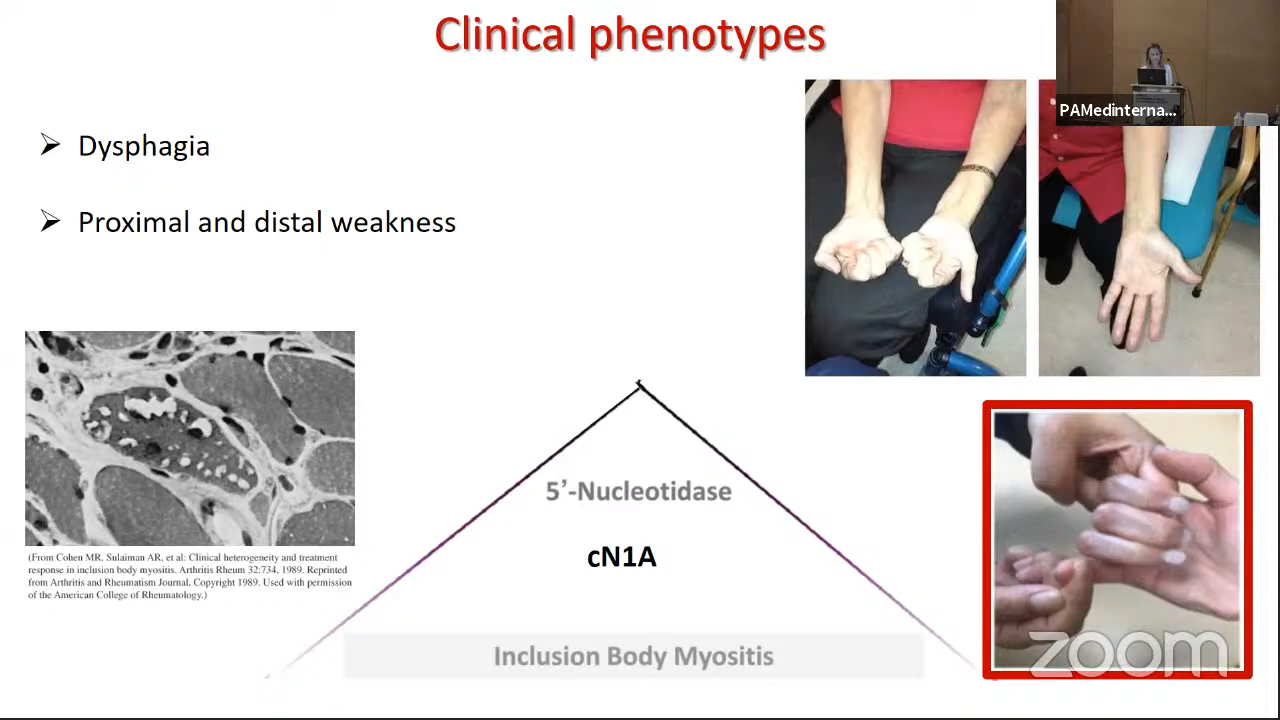 Clinical phenotypes
PAMedinterna...
➢ Dysphagia
➢ Proximal and distal weakness
5’-Nucleotidase
cN1A
(From Cohen MR, Sulaiman AR, et al: Clinical heterogeneity and treatment
response in inclusion body myositis. Arthritis Rheum 32:734, 1989. Reprinted
from Arthritis and Rheumatism Journal, Copyright 1989. Used with permission
of the American College of Rheumatology.)
Inclusion Body Myositis
zoom